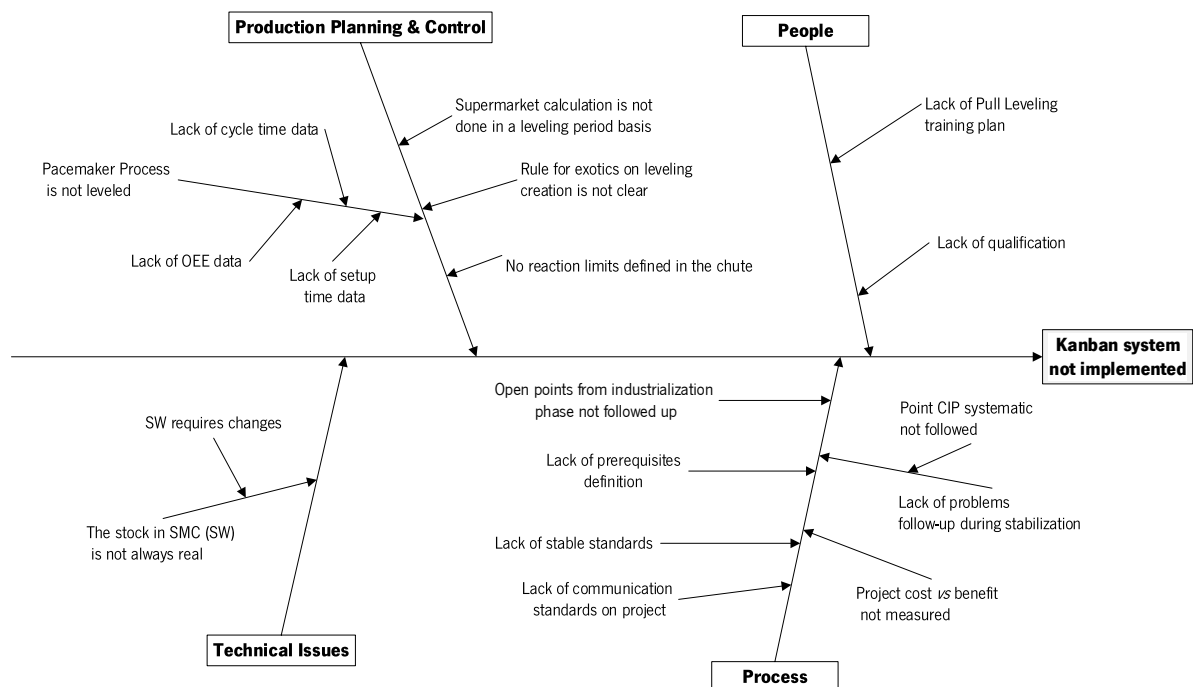 Production Planning & Control
People
Supermarket calculation is not
done in a leveling period basis
Lack of Pull Leveling
training plan
Lack of cycle time data
Pacemaker Process
is not leveled
Rule for exotics on leveling
creation is not clear
Lack of OEE data
Lack of setup
time data
No reaction limits defined in the chute
Lack of qualification
Kanban system
not implemented
Open points from industrialization
phase not followed up
Point CIP systematic
not followed
SW requires changes
Lack of prerequisites
definition
Lack of problems
follow-up during stabilization
The stock in SMC (SW)
is not always real
Lack of stable standards
Lack of communication
standards on project
Project cost vs benefit
not measured
Technical Issues
Process